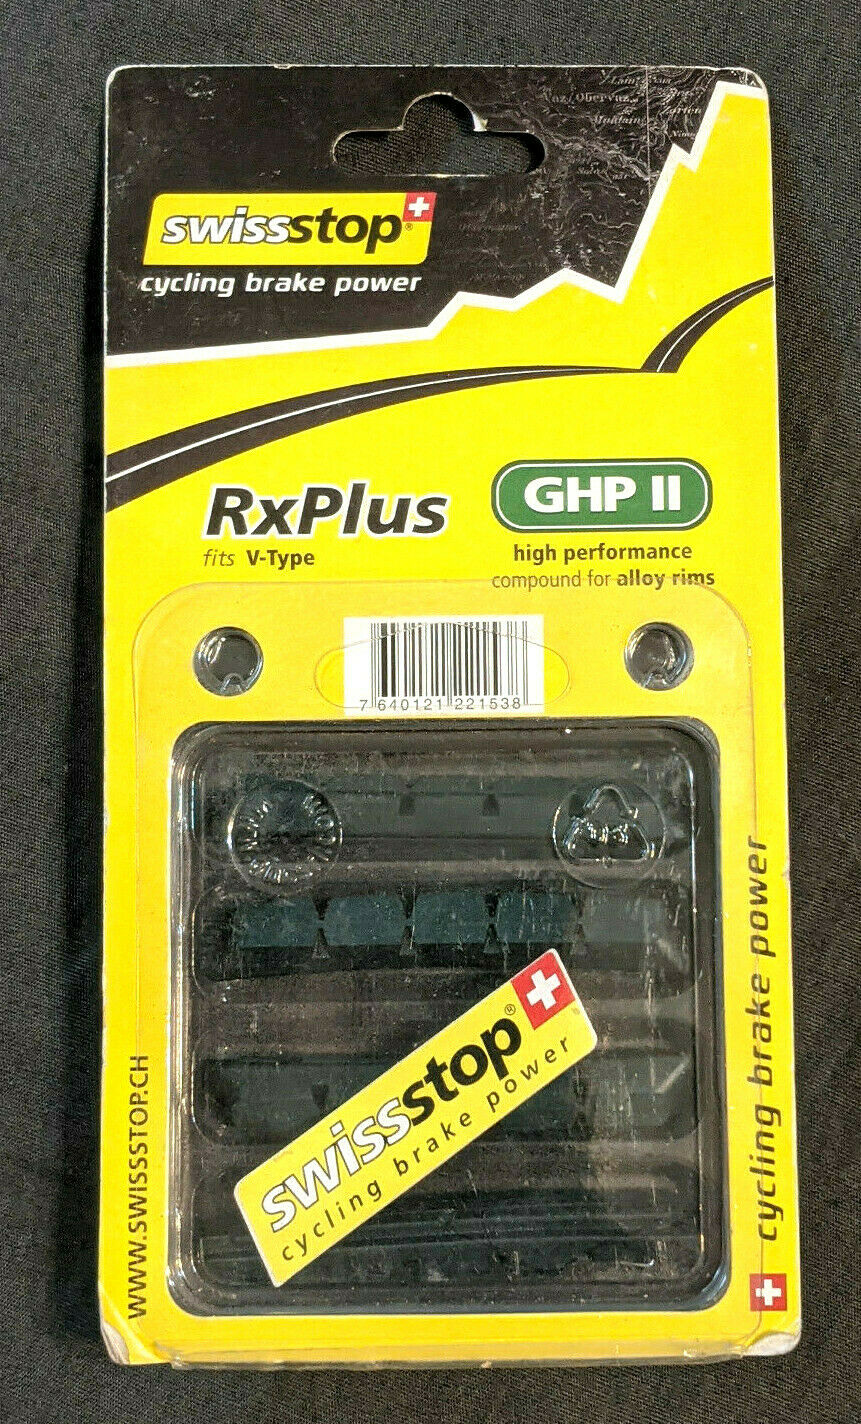 Obervaz
swissstop®
cycling brake power
RxPlus
fits V-Type
GHP II
high performance
compound for alloy rims
7 640121 221538
swissstop®
cycling brake power
WWW.SWISSSTOP.CH
cycling brake power